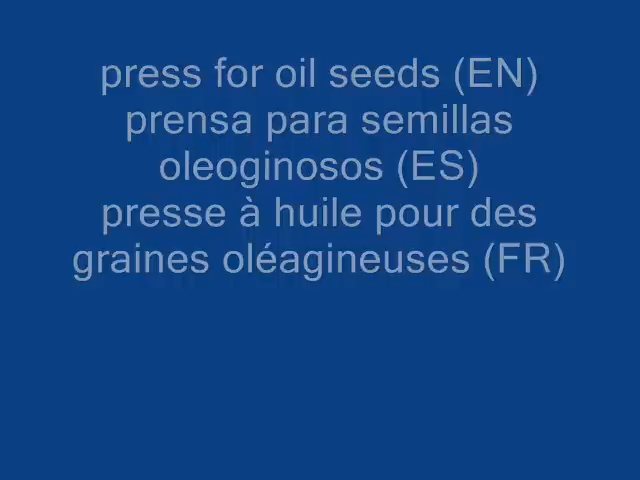 press for oil seeds (EN)
prensa para semillas
oleoginosos (ES)
presse à huile pour des
graines oléagineuses (FR)